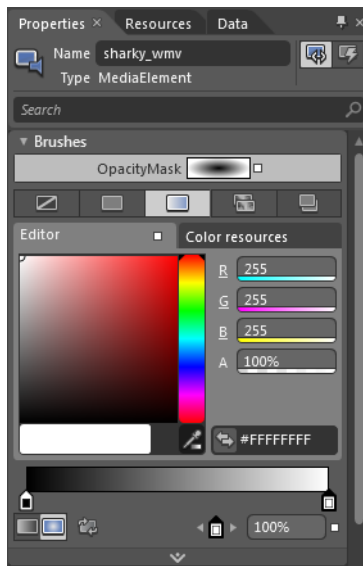 Properties × Resources Data
Name sharky_wmv
Type MediaElement
Search
Brushes
OpacityMask
Editor Color resources
R 255
G 255
B 255
A 100%
#FFFFFFFF
100%